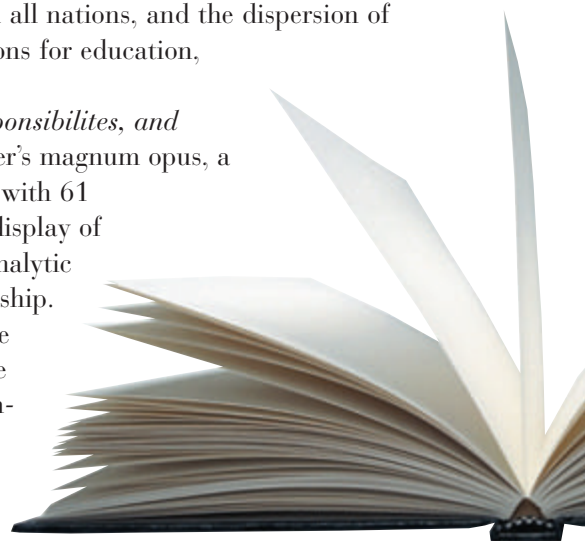 all nations, and the dispersion of
ons for education,
ponsibilites, and
er's magnum opus, a
with 61
display of
nalytic
ship.
e
e
n-